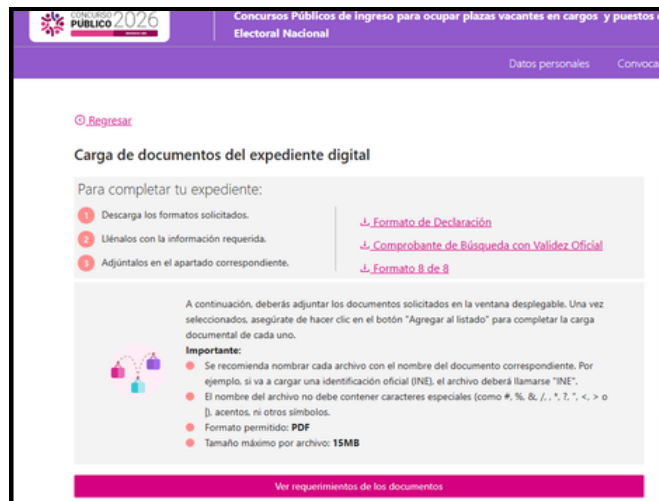 CONCURSO
PÚBLICO 2026
Concursos Públicos de ingreso para ocupar plazas vacantes en cargos y puestos
Electoral Nacional
Datos personales Convoca
Regresar
Carga de documentos del expediente digital
Para completar tu expediente:
1 Descarga los formatos solicitados.
2 Llénalos con la información requerida.
3 Adjúntalos en el apartado correspondiente.
Formato de Declaración
Comprobante de Búsqueda con Validez Oficial
Formato 8 de 8
A continuación, deberás adjuntar los documentos solicitados en la ventana desplegable. Una vez
seleccionados, asegúrate de hacer clic en el botón "Agregar al listado" para completar la carga
documental de cada uno.
Importante:
Se recomienda nombrar cada archivo con el nombre del documento correspondiente. Por
ejemplo, si va a cargar una identificación oficial (INE), el archivo deberá llamarse "INE".
El nombre del archivo no debe contener caracteres especiales (como #, %, &, /, , *, ?, ", <, > o
|), acentos, ni otros símbolos.
Formato permitido: PDF
Tamaño máximo por archivo: 15MB
Ver requerimientos de los documentos